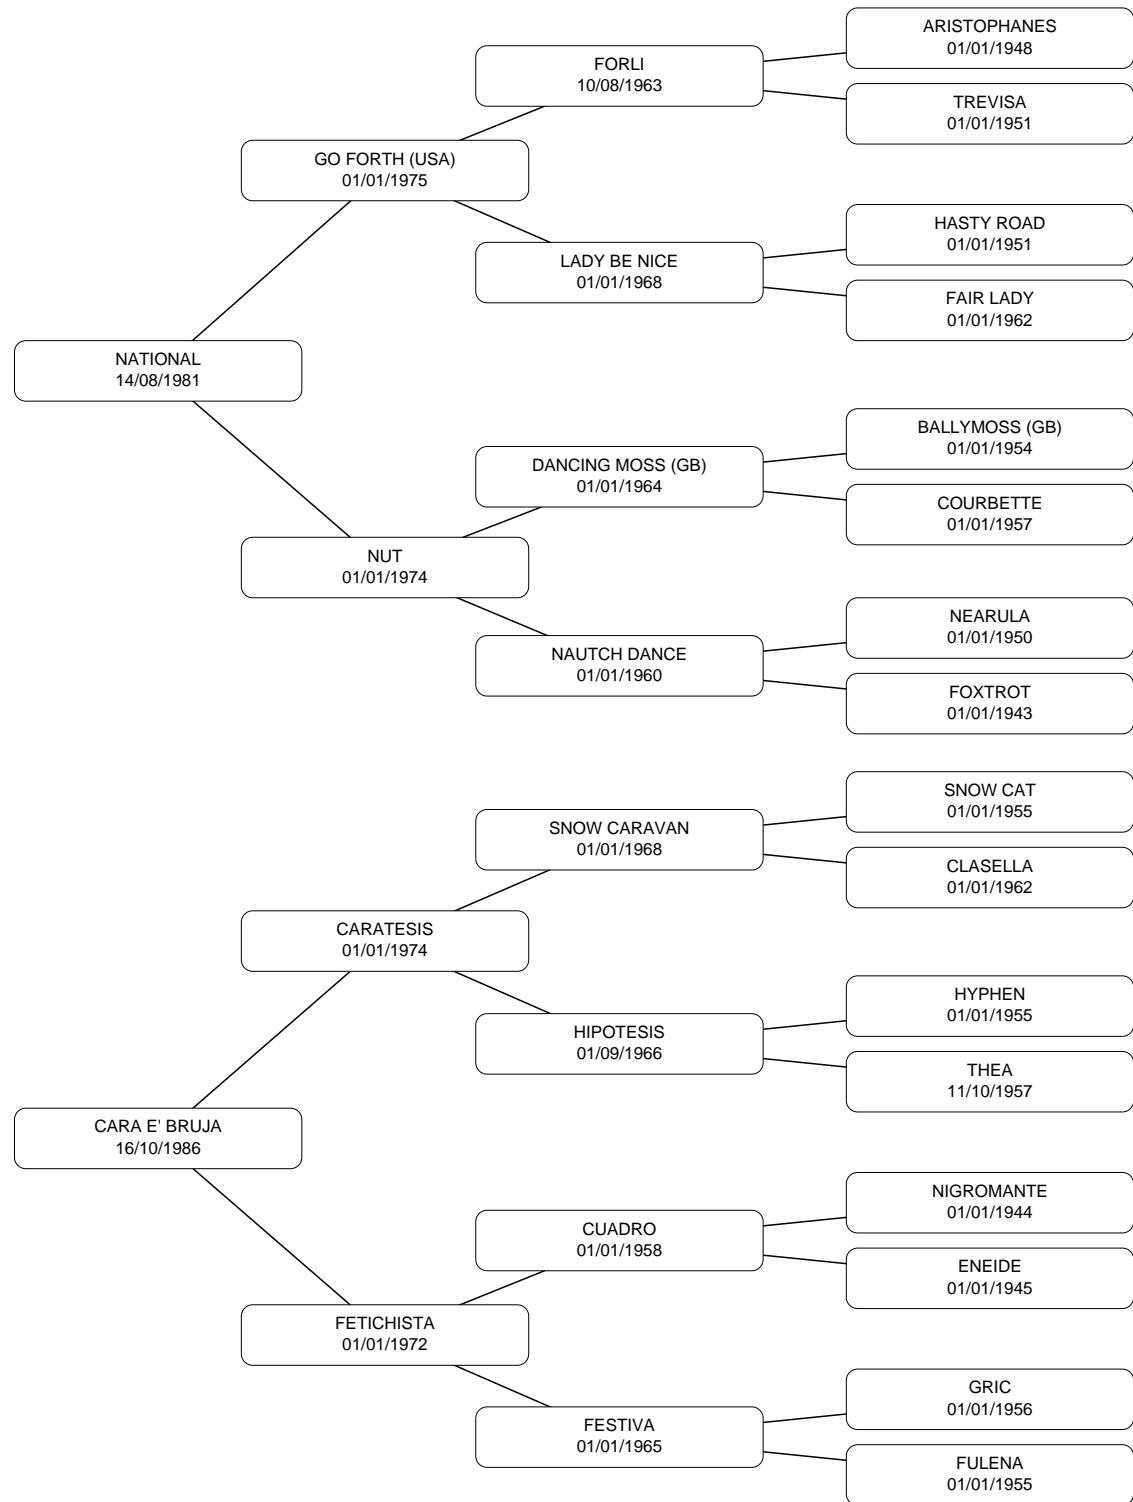 ARISTOPHANES
01/01/1948
FORLI
10/08/1963
TREVISA
01/01/1951
GO FORTH (USA)
01/01/1975
HASTY ROAD
01/01/1951
LADY BE NICE
01/01/1968
FAIR LADY
01/01/1962
NATIONAL
14/08/1981
BALLYMOSS (GB)
01/01/1954
DANCING MOSS (GB)
01/01/1964
COURBETTE
01/01/1957
NUT
01/01/1974
NEARULA
01/01/1950
NAUTCH DANCE
01/01/1960
FOXTROT
01/01/1943
SNOW CAT
01/01/1955
SNOW CARAVAN
01/01/1968
CLASELLA
01/01/1962
CARATESIS
01/01/1974
HYPHEN
01/01/1955
HIPOTESIS
01/09/1966
THEA
11/10/1957
CARA E' BRUJA
16/10/1986
NIGROMANTE
01/01/1944
CUADRO
01/01/1958
ENEIDE
01/01/1945
FETICHISTA
01/01/1972
GRIC
01/01/1956
FESTIVA
01/01/1965
FULENA
01/01/1955